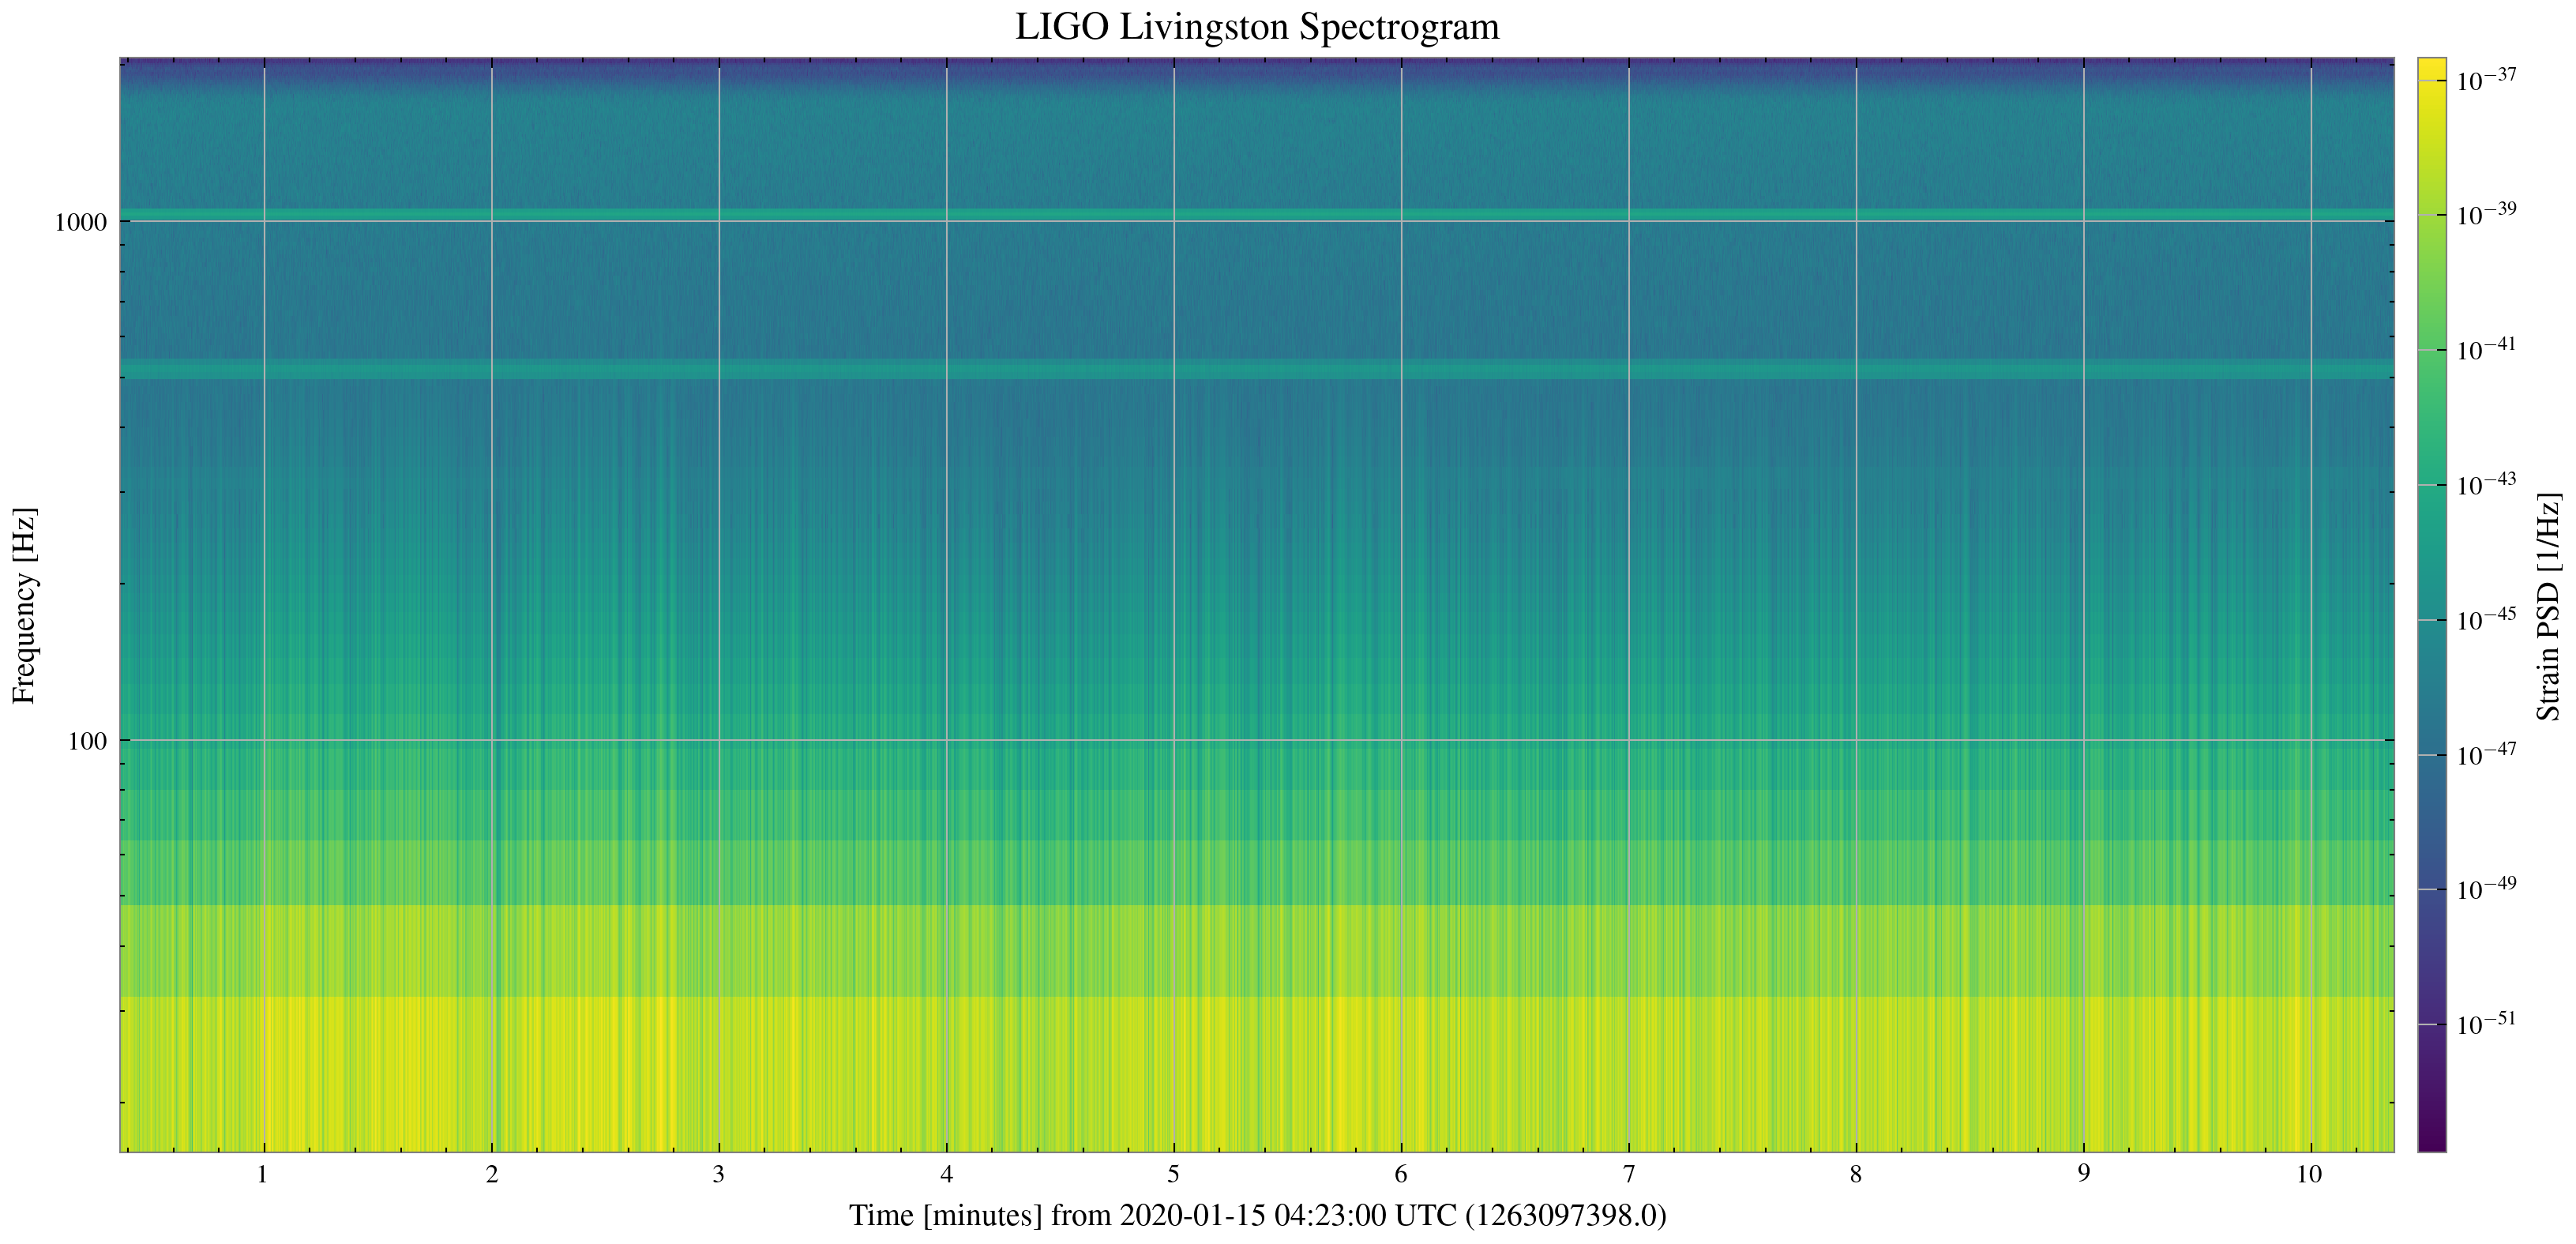 LIGO Livingston Spectrogram
Frequency [Hz]
1000
100
1 2 3 4 5 6 7 8 9 10
Time [minutes] from 2020-01-15 04:23:00 UTC (1263097398.0)
10⁻³⁷
10⁻³⁹
10⁻⁴¹
10⁻⁴³
10⁻⁴⁵
10⁻⁴⁷
10⁻⁴⁹
10⁻⁵¹
Strain PSD [1/Hz]